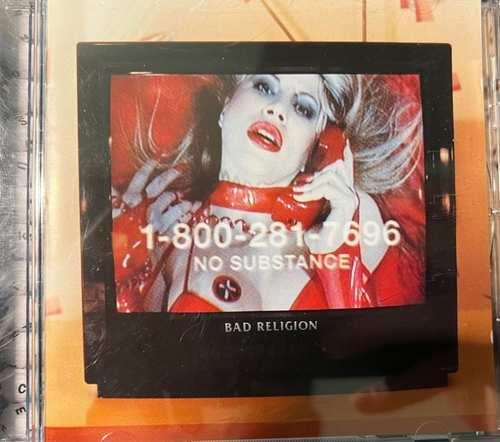 1-800-281-7696
NO SUBSTANCE
BAD RELIGION